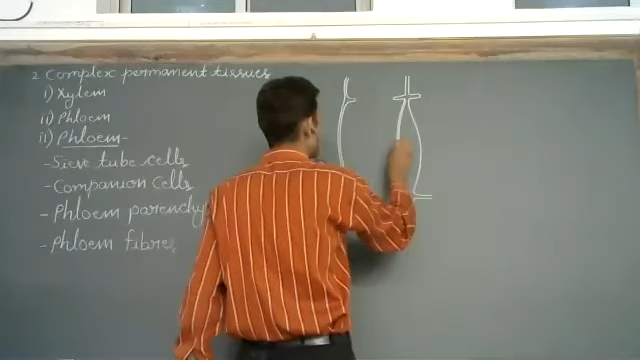 2. Complex permanent tissues
i) Xylem
ii) Phloem
ii) Phloem-
- Sieve tube cells
- Companion Cells
- Phloem parenchy
- Phloem fibres